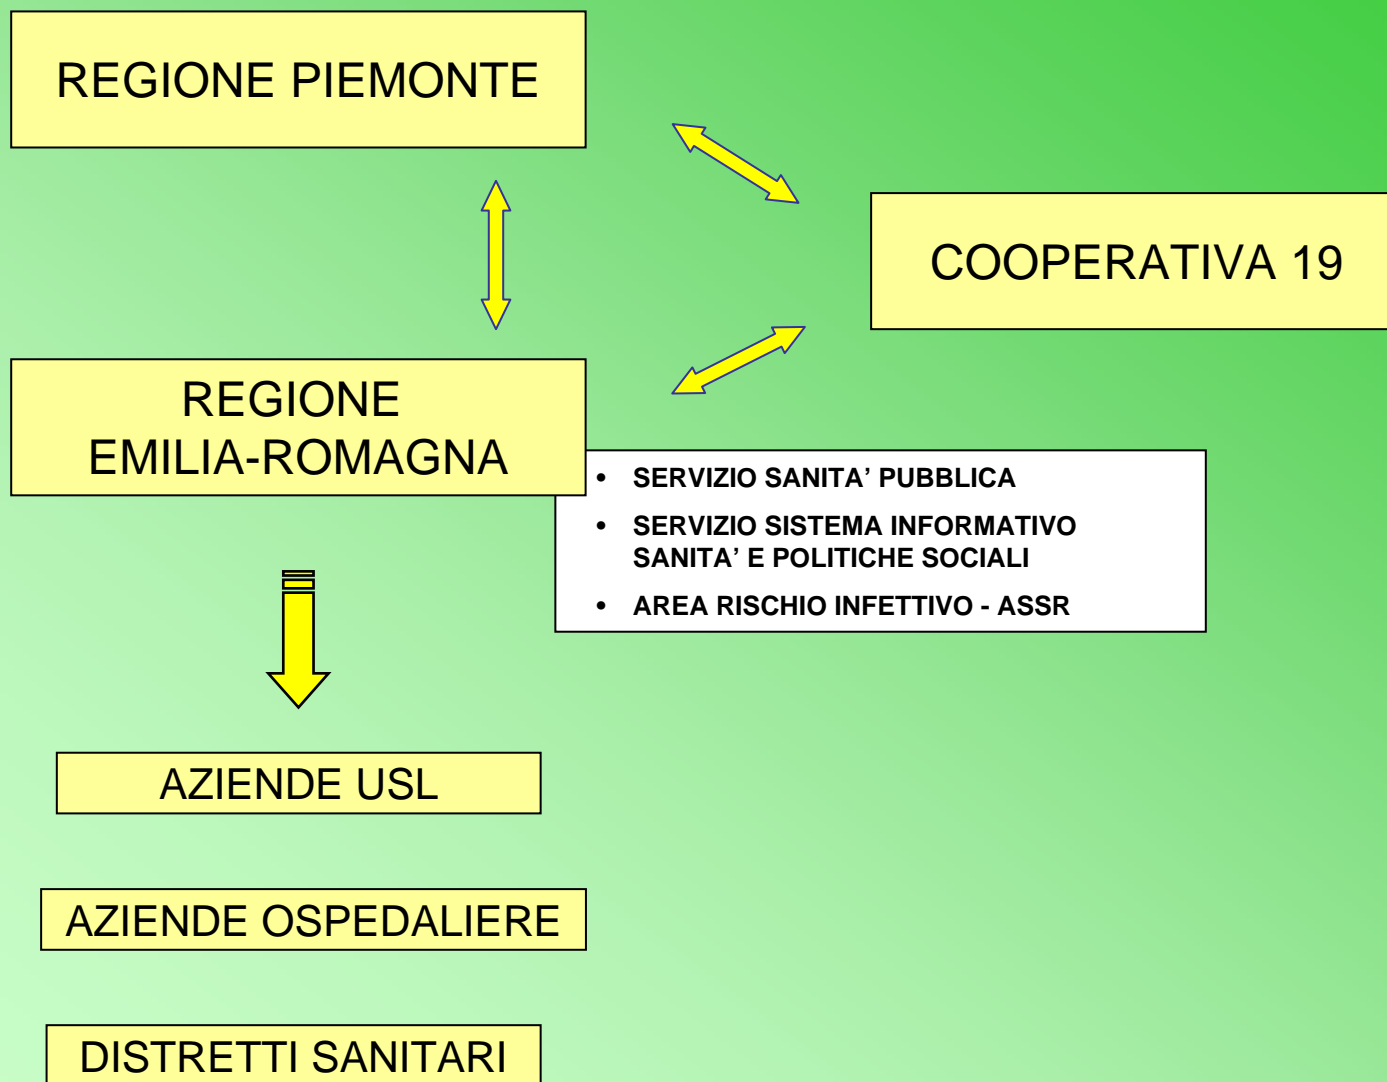 REGIONE PIEMONTE
COOPERATIVA 19
REGIONE
EMILIA-ROMAGNA
• SERVIZIO SANITA’ PUBBLICA
• SERVIZIO SISTEMA INFORMATIVO
SANITA’ E POLITICHE SOCIALI
• AREA RISCHIO INFETTIVO - ASSR
AZIENDE USL
AZIENDE OSPEDALIERE
DISTRETTI SANITARI